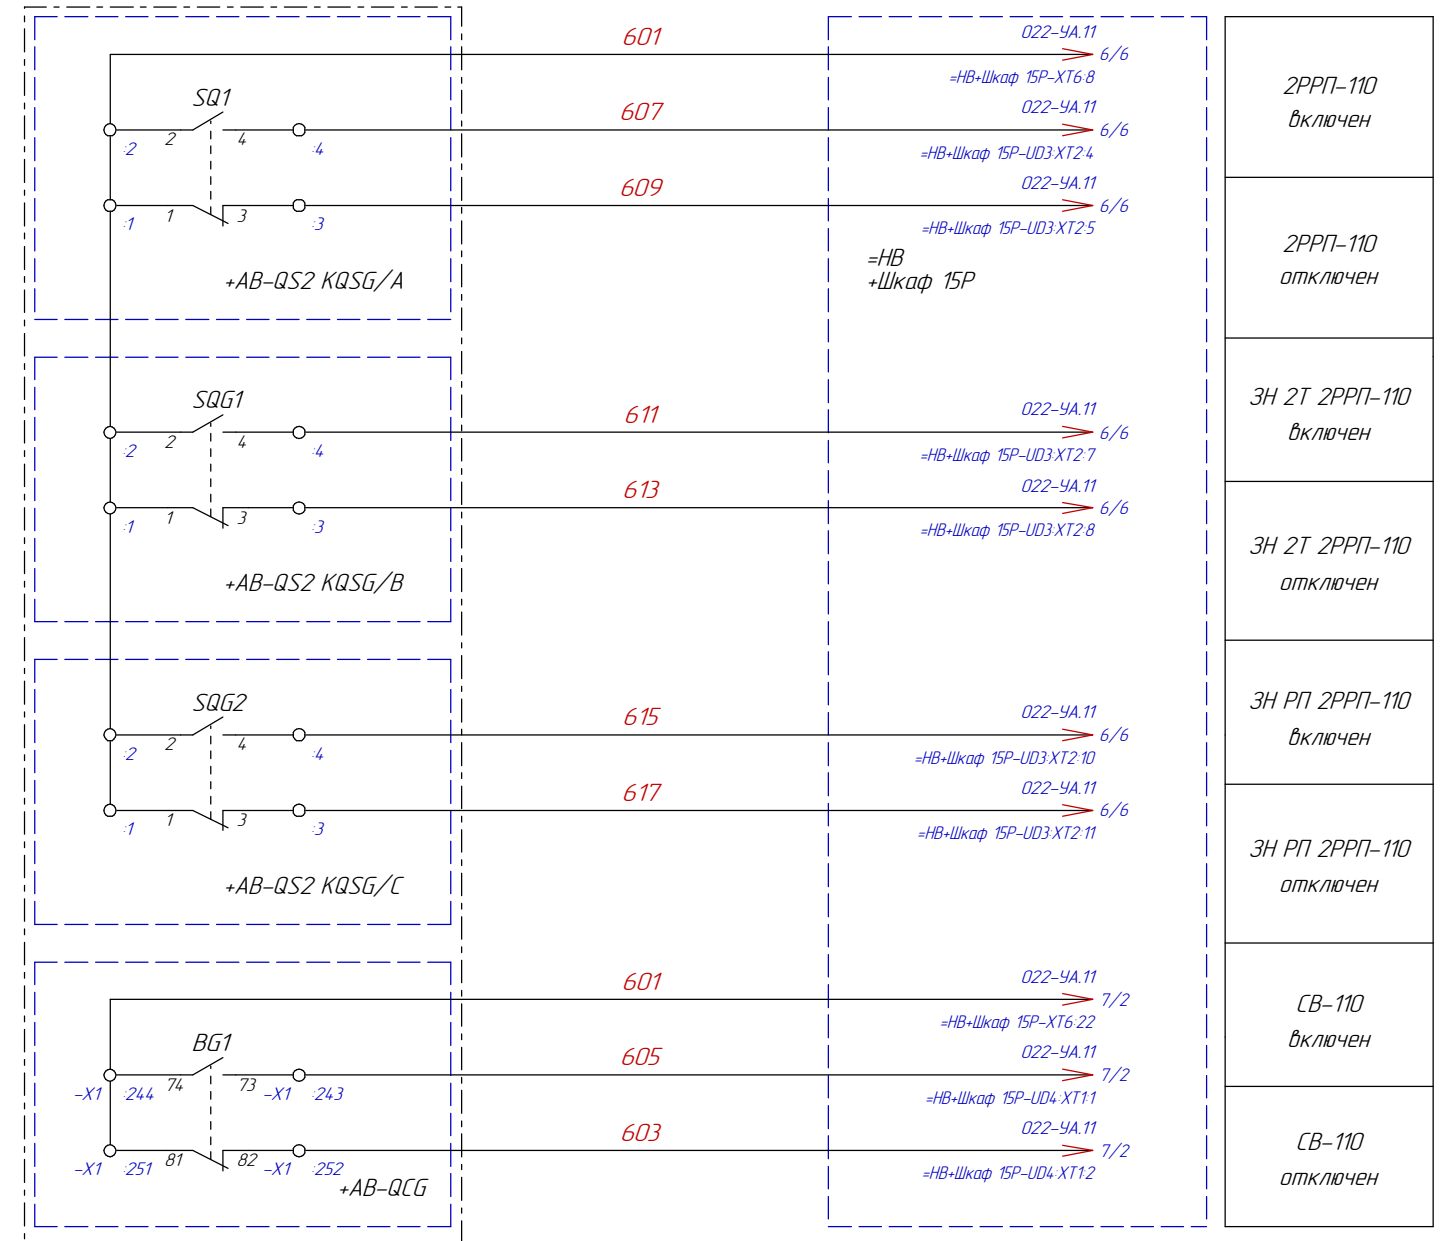 601
022-УА.11
6/6
=НВ+Шкаф 15Р-XT6:8
2РРП-110
включен
SQ1
607
022-УА.11
:2 2 4 :4
6/6
=НВ+Шкаф 15Р-UD3:XT2:4
609
022-УА.11
:1 1 3 :3
6/6
=НВ+Шкаф 15Р-UD3:XT2:5
2РРП-110
отключен
=НВ
+Шкаф 15Р
+АВ-QS2 KQSG/A
SQG1
611
022-УА.11
:2 2 4 :4
6/6
=НВ+Шкаф 15Р-UD3:XT2:7
ЗН 2Т 2РРП-110
включен
613
022-УА.11
:1 1 3 :3
6/6
=НВ+Шкаф 15Р-UD3:XT2:8
ЗН 2Т 2РРП-110
отключен
+АВ-QS2 KQSG/B
SQG2
615
022-УА.11
:2 2 4 :4
6/6
=НВ+Шкаф 15Р-UD3:XT2:10
ЗН РП 2РРП-110
включен
617
022-УА.11
:1 1 3 :3
6/6
=НВ+Шкаф 15Р-UD3:XT2:11
ЗН РП 2РРП-110
отключен
+АВ-QS2 KQSG/C
601
022-УА.11
7/2
=НВ+Шкаф 15Р-XT6:22
СВ-110
включен
BG1
605
022-УА.11
-X1 :244 74 73 -X1 :243
7/2
=НВ+Шкаф 15Р-UD4:XT1:1
603
022-УА.11
-X1 :251 81 82 -X1 :252
7/2
=НВ+Шкаф 15Р-UD4:XT1:2
СВ-110
отключен
+АВ-QCG